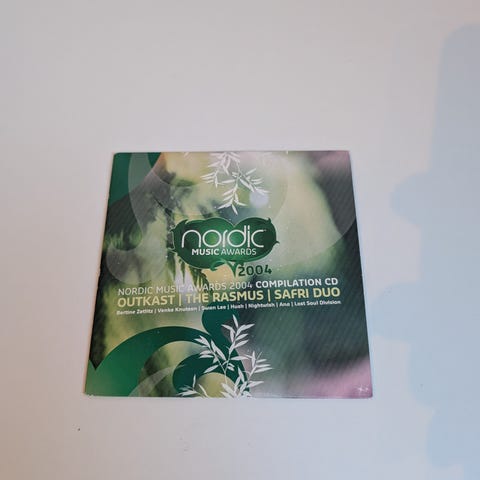 nordic
MUSIC AWARDS
2004
NORDIC MUSIC AWARDS 2004 COMPILATION CD
OUTKAST | THE RASMUS | SAFRI DUO
Bertine Zetlitz | Venke Knutson | Swan Lee | Hush | Nightwish | Ana | Last Soul Division